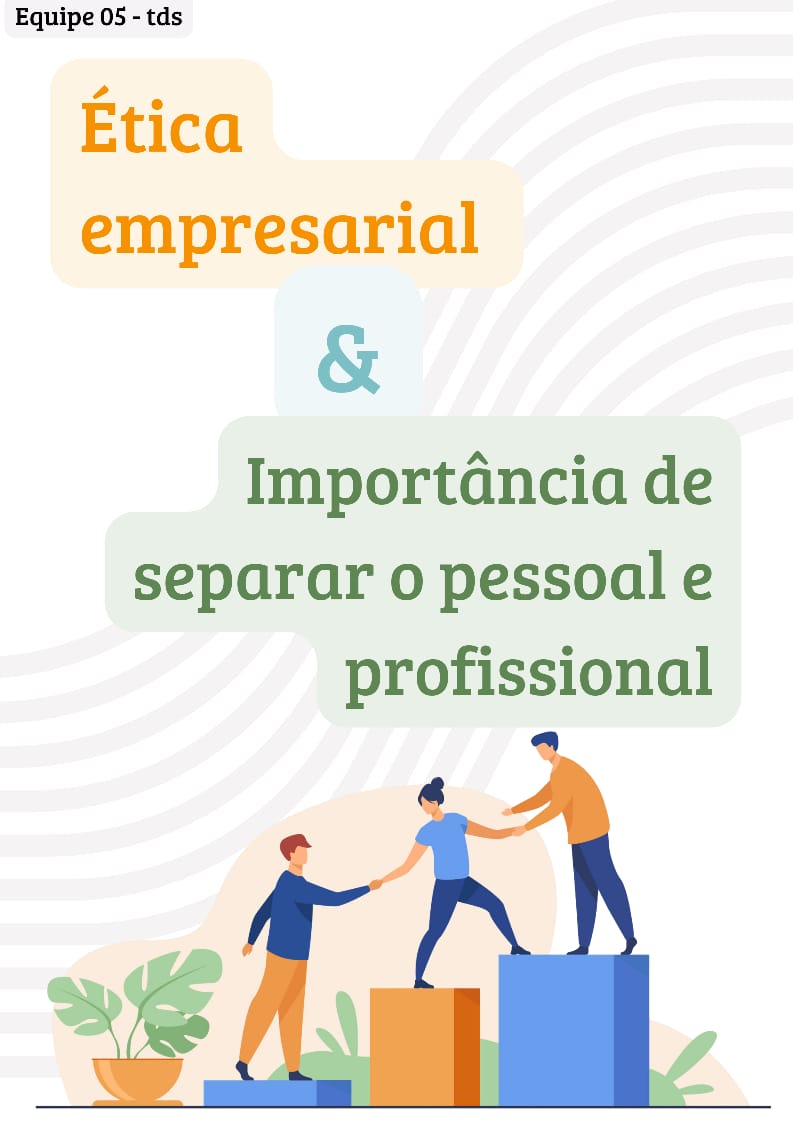 Equipe 05 - tds
Ética
empresarial
&
Importância de
separar o pessoal e
profissional